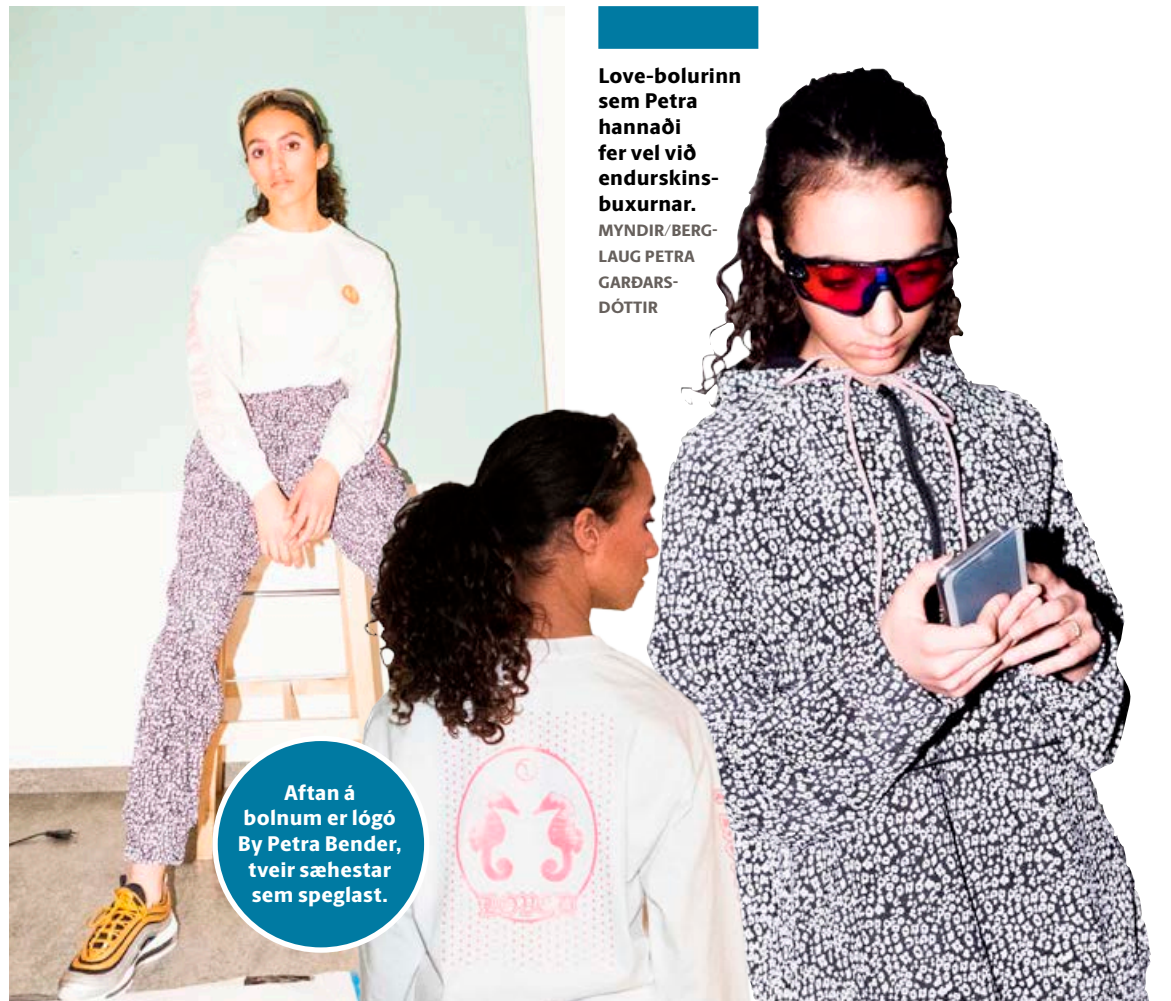 Love-bolurinn
sem Petra
hannaði
fer vel við
endurskins-
buxurnar.
MYNDIR/BERG-
LAUG PETRA
GARÐARS-
DÓTTIR
Aftan á
bolnum er lógó
By Petra Bender,
tveir sæhestar
sem speglast.